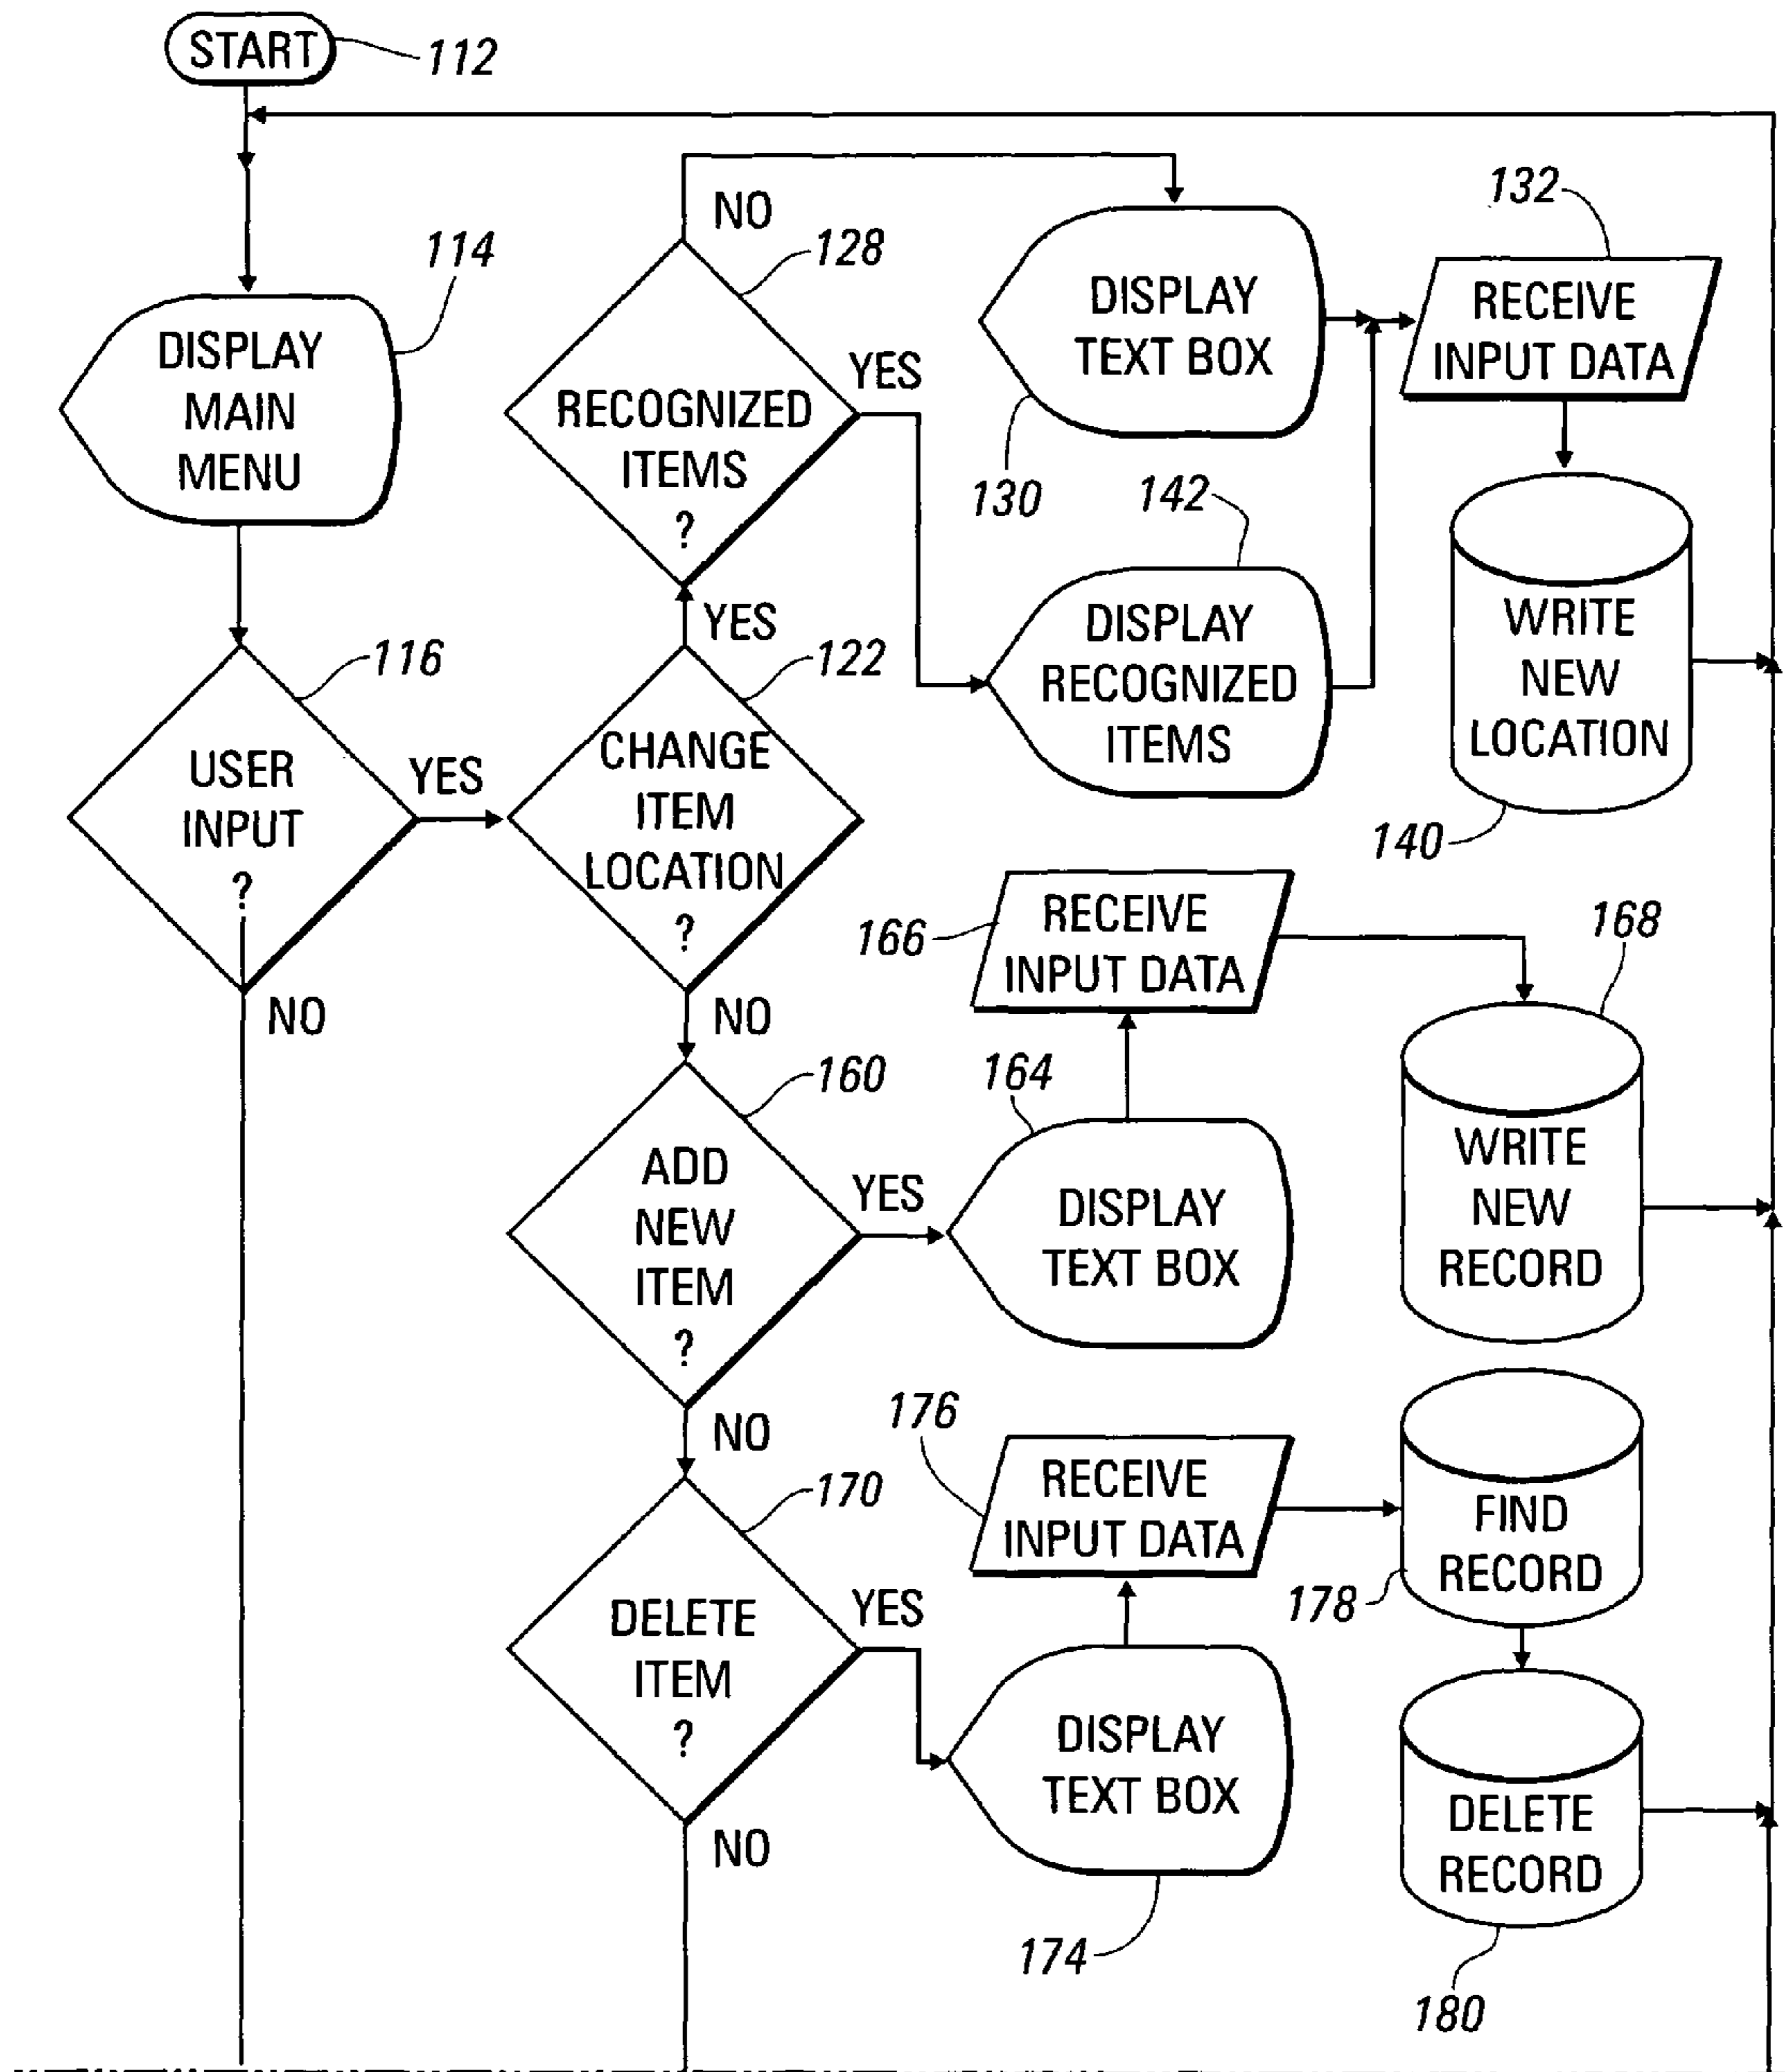 START
112
114
DISPLAY
MAIN
MENU
116
USER
INPUT
?
YES
NO
NO
128
RECOGNIZED
ITEMS
?
YES
YES
122
CHANGE
ITEM
LOCATION
?
NO
160
ADD
NEW
ITEM
?
YES
NO
170
DELETE
ITEM
?
YES
NO
DISPLAY
TEXT BOX
130
132
RECEIVE
INPUT DATA
142
DISPLAY
RECOGNIZED
ITEMS
WRITE
NEW
LOCATION
140
166
RECEIVE
INPUT DATA
168
164
DISPLAY
TEXT BOX
WRITE
NEW
RECORD
176
RECEIVE
INPUT DATA
FIND
RECORD
178
DISPLAY
TEXT BOX
174
DELETE
RECORD
180